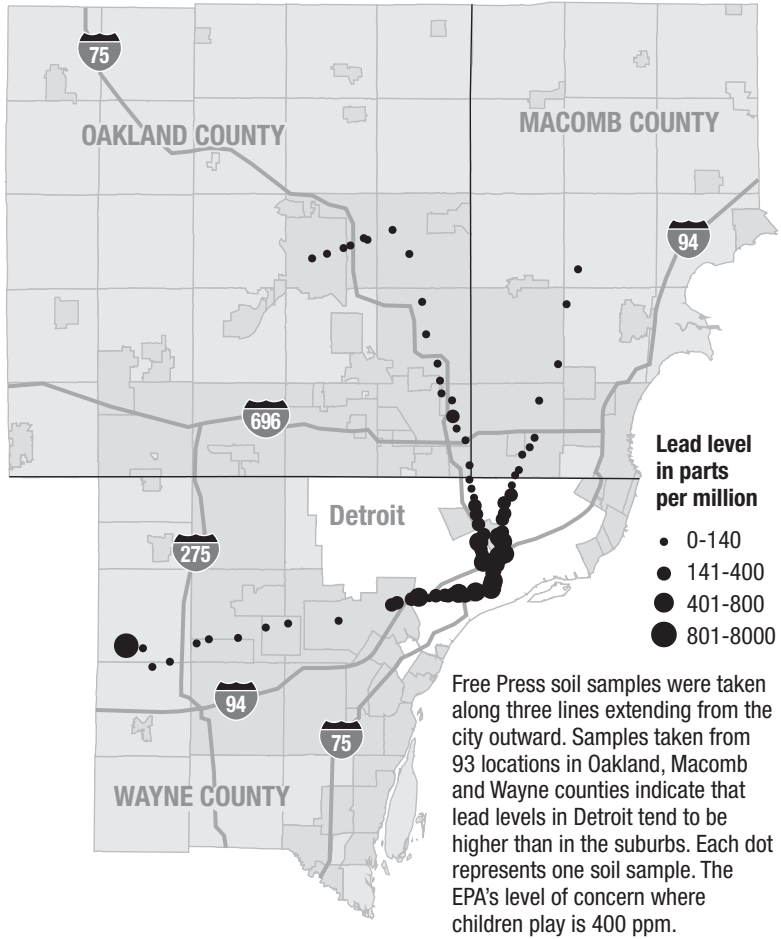 75
OAKLAND COUNTY
MACOMB COUNTY
94
696
Lead level
in parts
per million
0-140
141-400
401-800
801-8000
Detroit
275
94
75
WAYNE COUNTY
Free Press soil samples were taken
along three lines extending from the
city outward. Samples taken from
93 locations in Oakland, Macomb
and Wayne counties indicate that
lead levels in Detroit tend to be
higher than in the suburbs. Each dot
represents one soil sample. The
EPA's level of concern where
children play is 400 ppm.